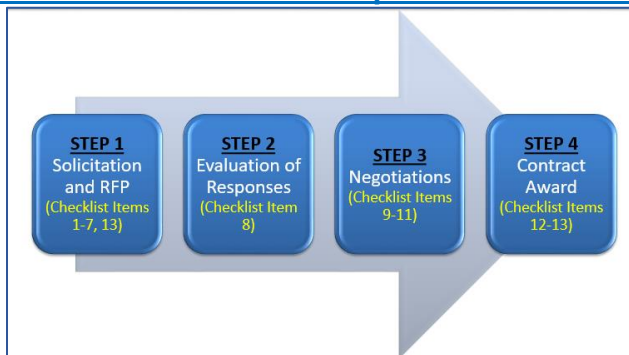 STEP 1
Solicitation
and RFP
(Checklist Items
1-7, 13)
STEP 2
Evaluation of
Responses
(Checklist Item
8)
STEP 3
Negotiations
(Checklist Items
9-11)
STEP 4
Contract
Award
(Checklist Items
12-13)